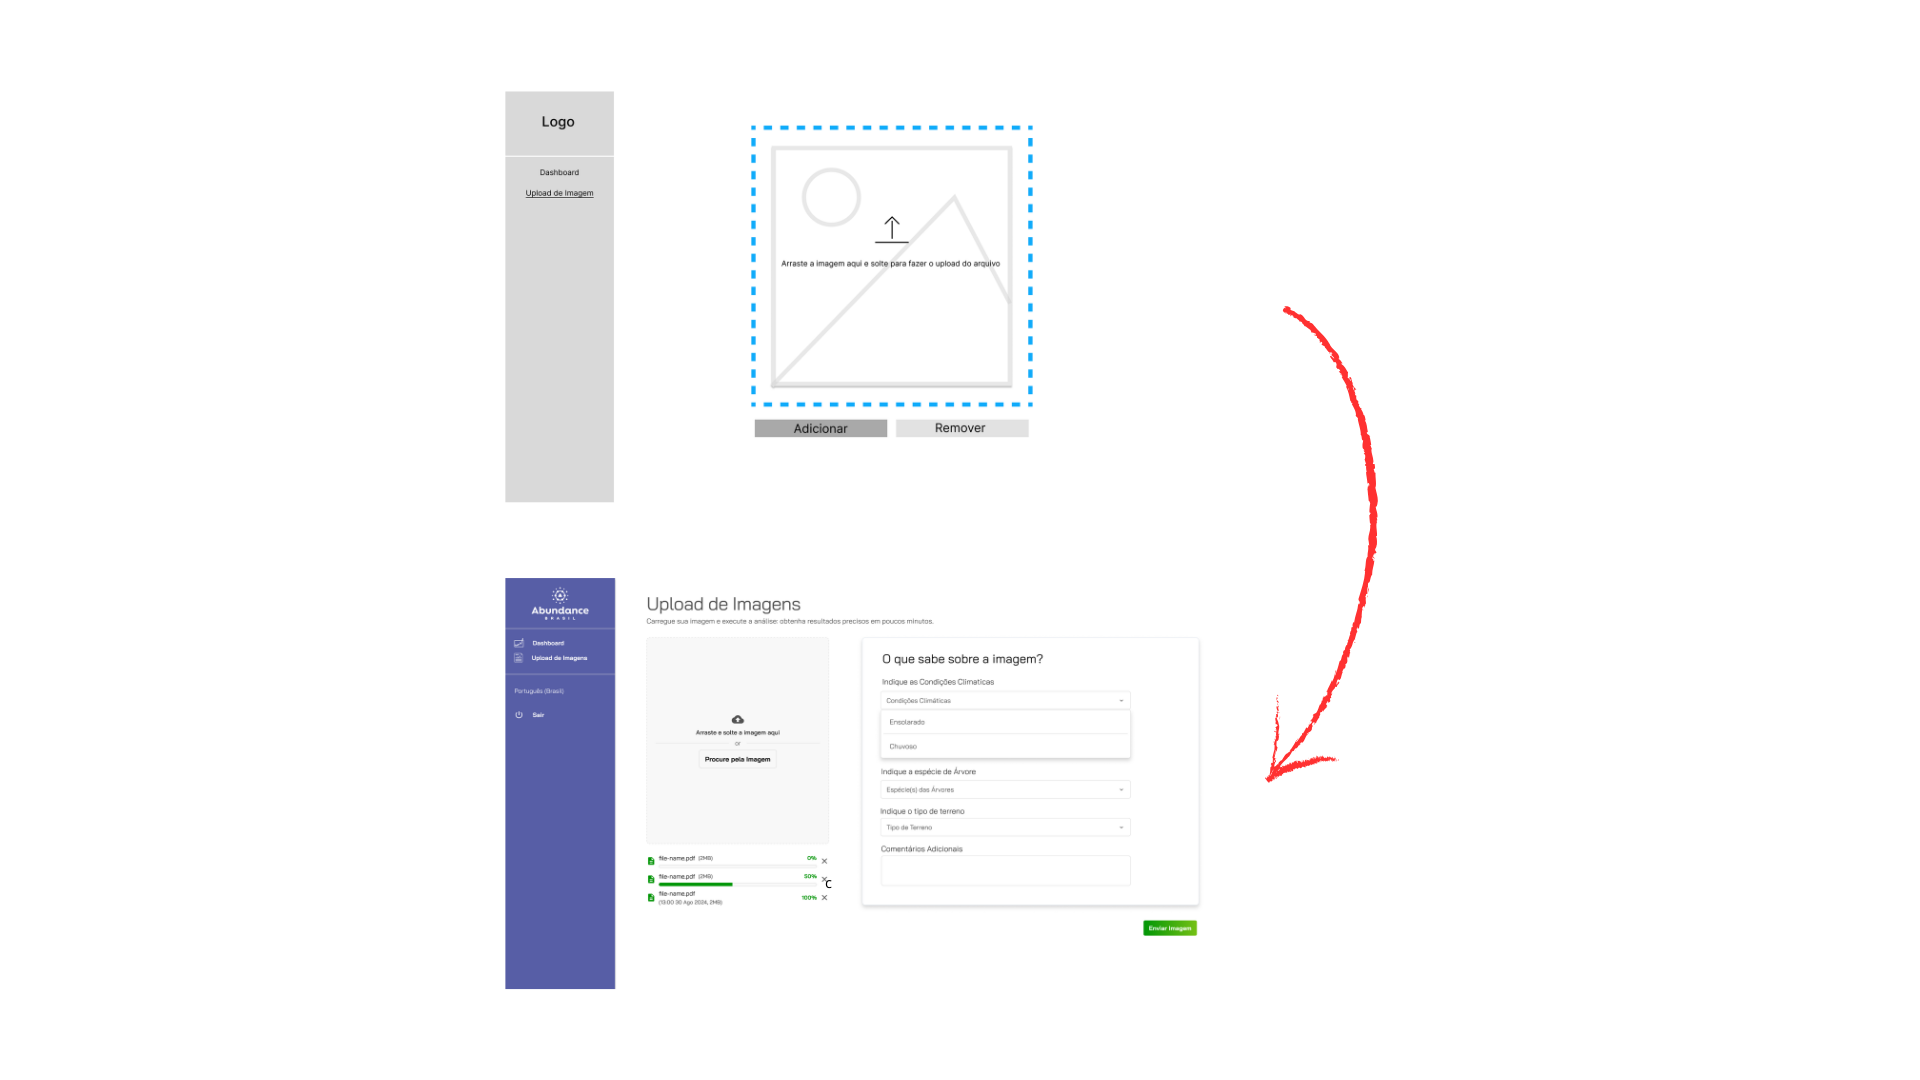 Logo
Dashboard
Upload de Imagem
Arraste a imagem aqui e solte para fazer o upload do arquivo
Adicionar
Remover
Abundance
BRASIL
Dashboard
Upload de Imagens
Português (Brasil)
Sair
Upload de Imagens
Carregue sua imagem e execute a análise: obtenha resultados precisos em poucos minutos.
Arraste e solte a imagem aqui
or
Procure pela Imagem
file-name.pdf (2MB)
0%
file-name.pdf (2MB)
50%
C
file-name.pdf
(13:00 30 Ago 2024, 2MB)
100%
O que sabe sobre a imagem?
Indique as Condições Climaticas
Condições Climáticas
Ensolarado
Chuvoso
Indique a espécie de Árvore
Espécie(s) das Árvores
Indique o tipo de terreno
Tipo de Terreno
Comentários Adicionais
Enviar Imagem